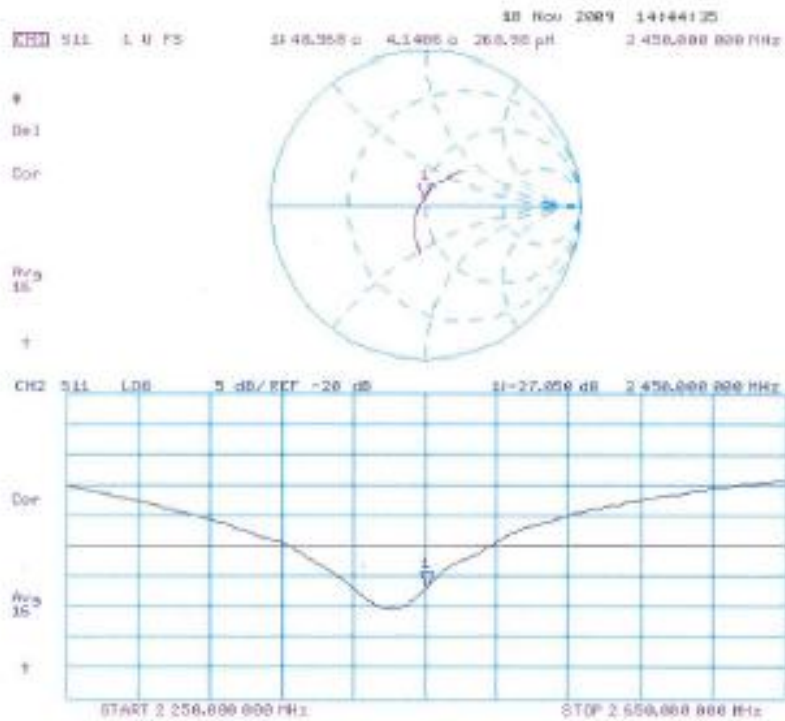 18 Nov 2009 14:44:35
CH1 S11 1 U FS 1: 48.568 Ω 4.1406 Ω 268.98 pH 2 450.000 000 MHz
Del
Cor
1
Avg
16
↑
CH2 S11 LOG 5 dB/REF -20 dB 1:-27.050 dB 2 450.000 000 MHz
Cor
1
Avg
16
↑
START 2 250.000 000 MHz STOP 2 650.000 000 MHz